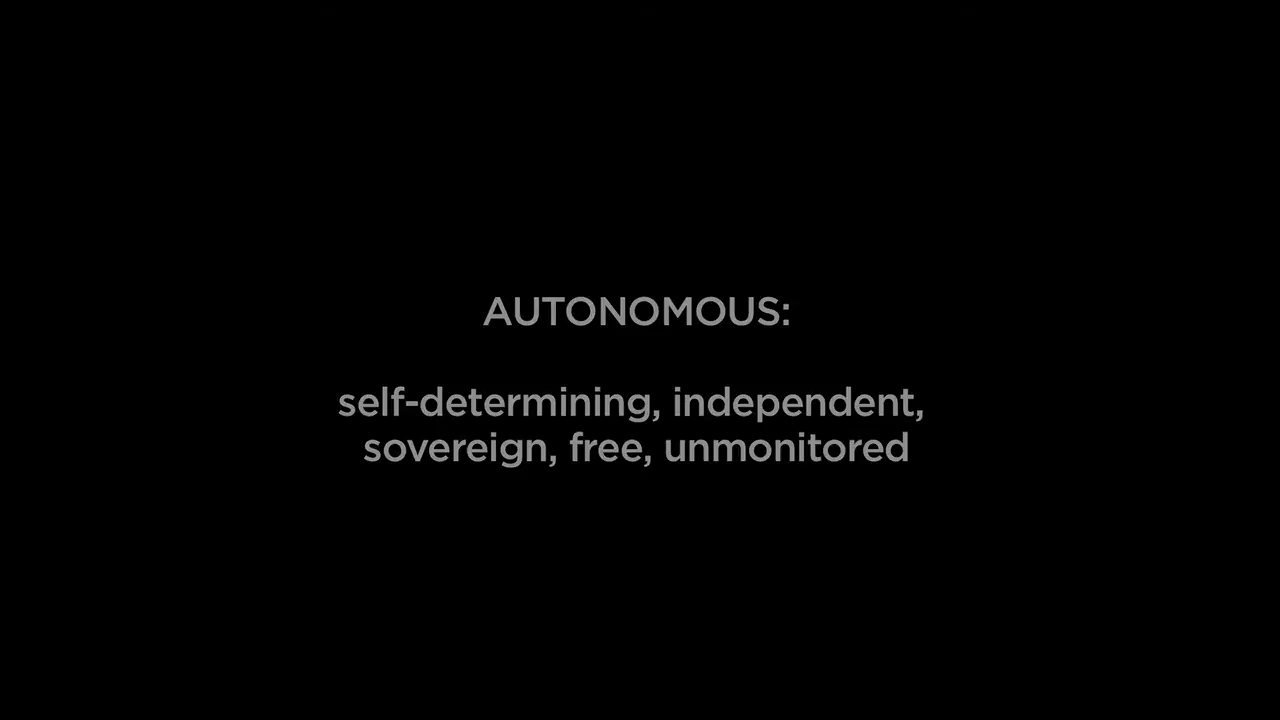 AUTONOMOUS:
self-determining, independent,
sovereign, free, unmonitored